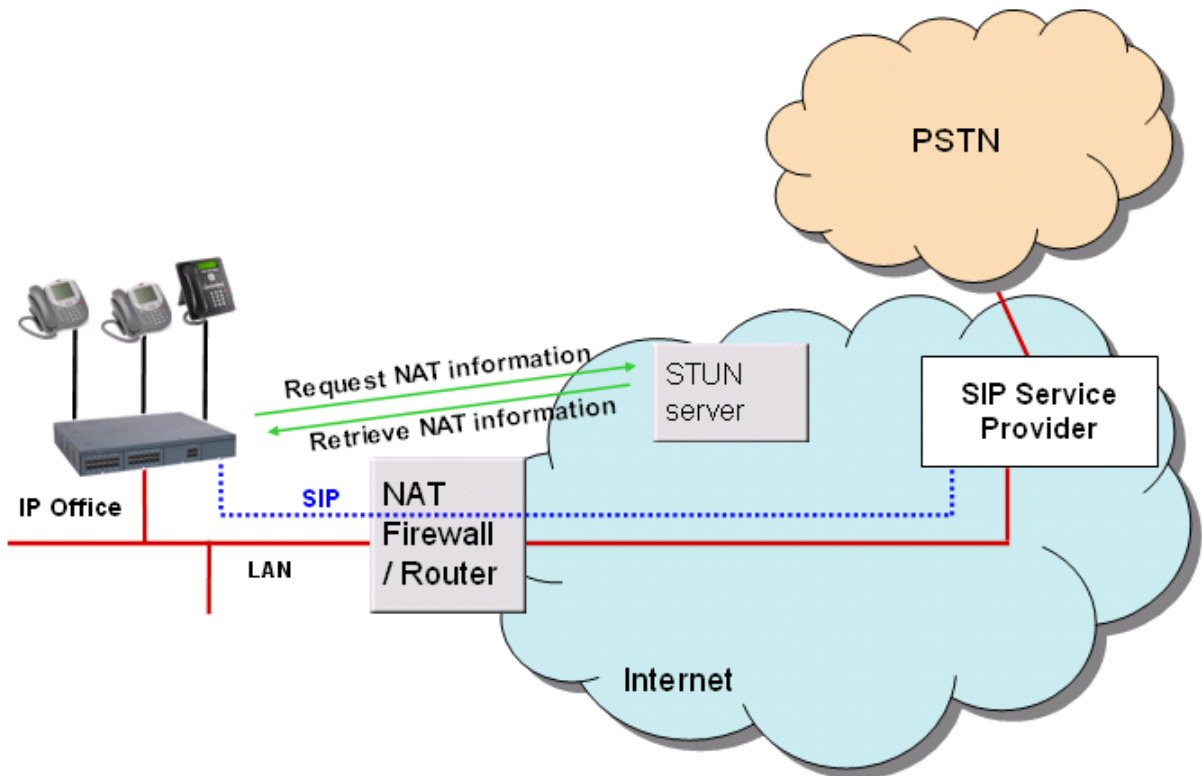 PSTN
Request NAT information
Retrieve NAT information
STUN
server
SIP Service
Provider
IP Office
SIP
NAT
Firewall
/ Router
LAN
Internet